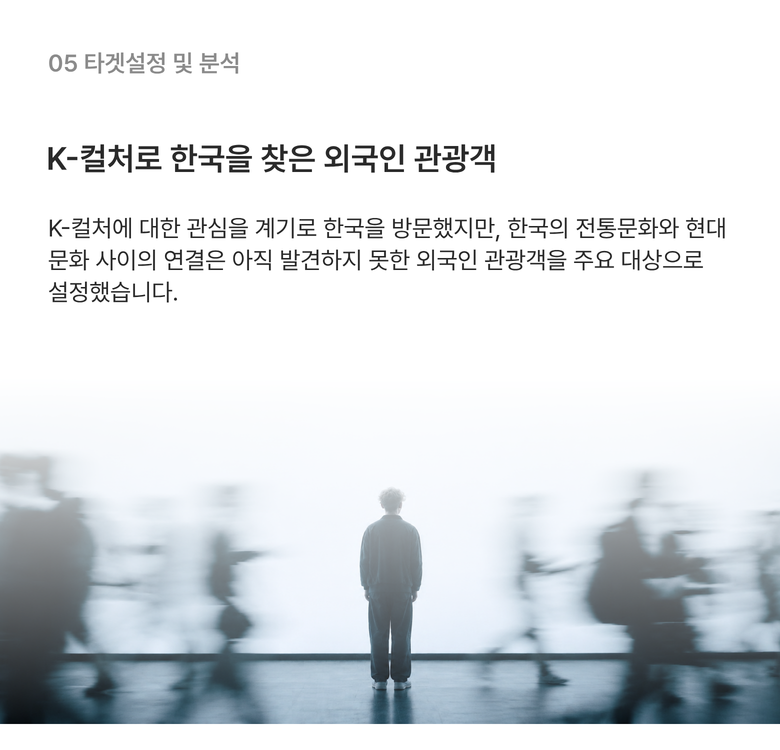 05 타겟설정 및 분석
K-컬처로 한국을 찾은 외국인 관광객
K-컬처에 대한 관심을 계기로 한국을 방문했지만, 한국의 전통문화와 현대
문화 사이의 연결은 아직 발견하지 못한 외국인 관광객을 주요 대상으로
설정했습니다.